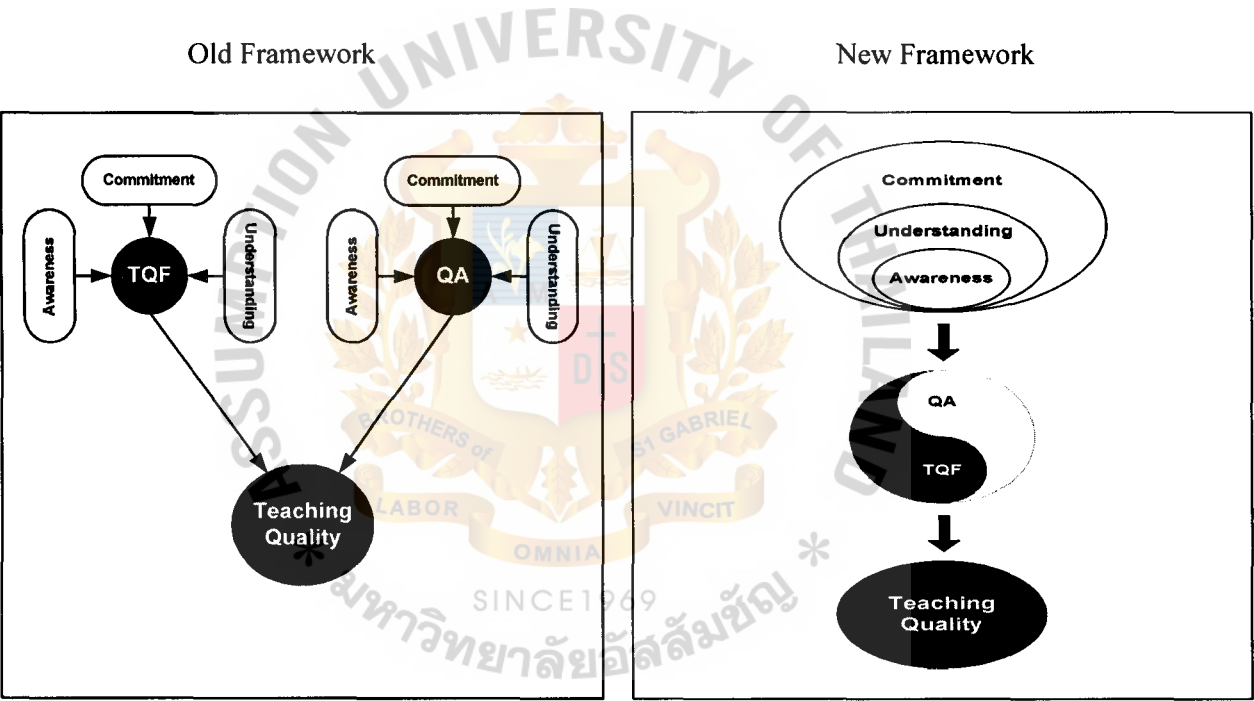 Old Framework
New Framework
Commitment
Awareness
TQF
Understanding
Commitment
Awareness
QA
Understanding
Teaching
Quality
Commitment
Understanding
Awareness
QA
TQF
Teaching
Quality
ASSUMPTION UNIVERSITY OF THAILAND
DS
BROTHERS of
ST GABRIEL
LABOR
OMNIA
VINCIT
SINCE1969
* มหาวิทยาลัยอัสสัมชัญ *